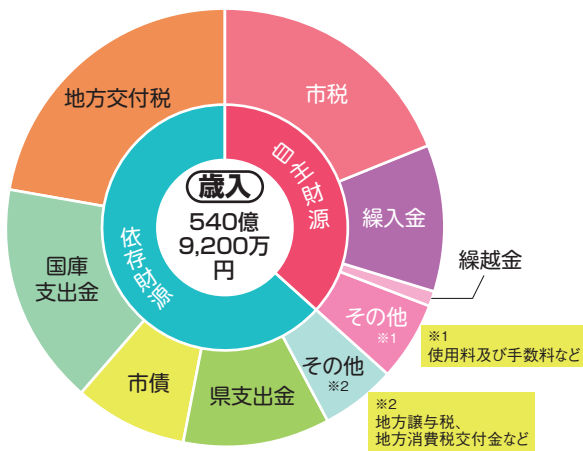 地方交付税
市税
自主財源
歳入
540億
9,200万
円
繰入金
依存財源
国庫
支出金
繰越金
その他
※1
※1
使用料及び手数料など
市債
県支出金
その他
※2
※2
地方譲与税、
地方消費税交付金など